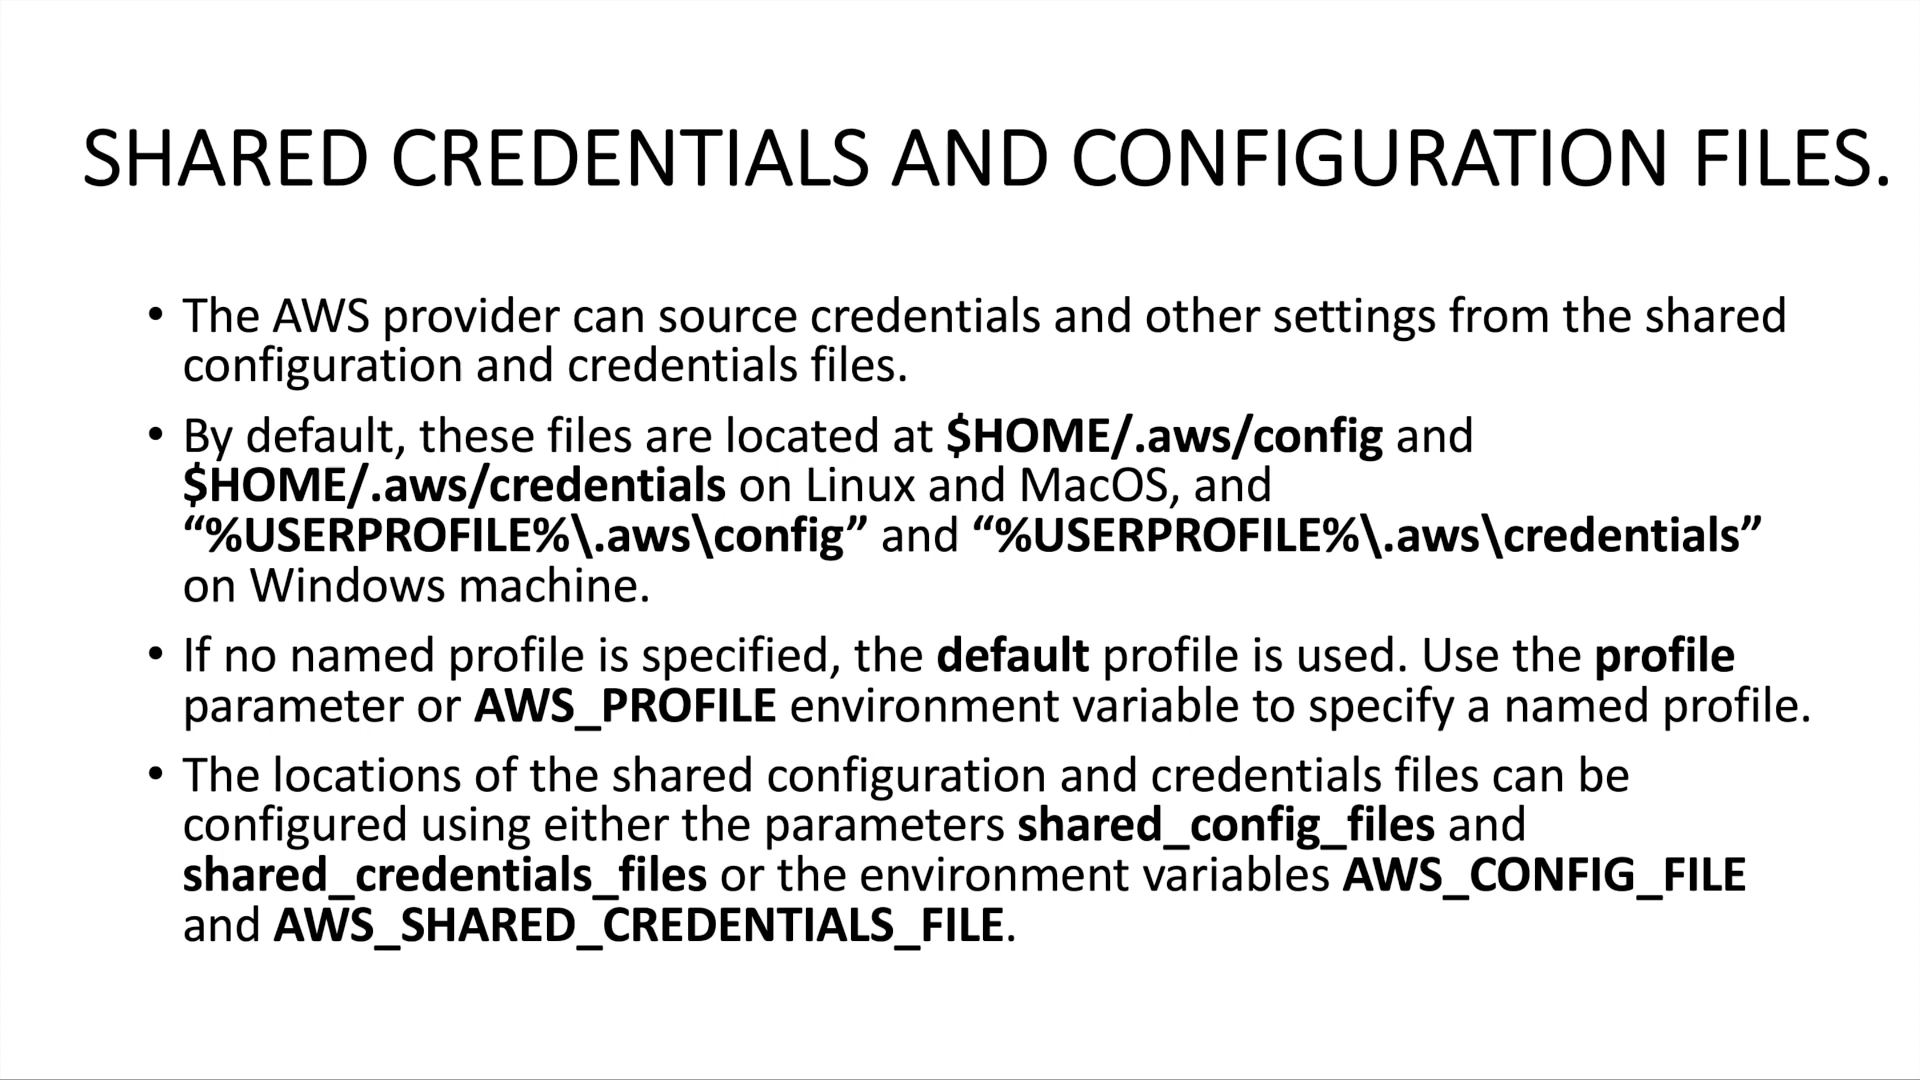 SHARED CREDENTIALS AND CONFIGURATION FILES.
• The AWS provider can source credentials and other settings from the shared
configuration and credentials files.
• By default, these files are located at $HOME/.aws/config and
$HOME/.aws/credentials on Linux and MacOS, and
“%USERPROFILE%\.aws\config” and “%USERPROFILE%\.aws\credentials”
on Windows machine.
• If no named profile is specified, the default profile is used. Use the profile
parameter or AWS_PROFILE environment variable to specify a named profile.
• The locations of the shared configuration and credentials files can be
configured using either the parameters shared_config_files and
shared_credentials_files or the environment variables AWS_CONFIG_FILE
and AWS_SHARED_CREDENTIALS_FILE.